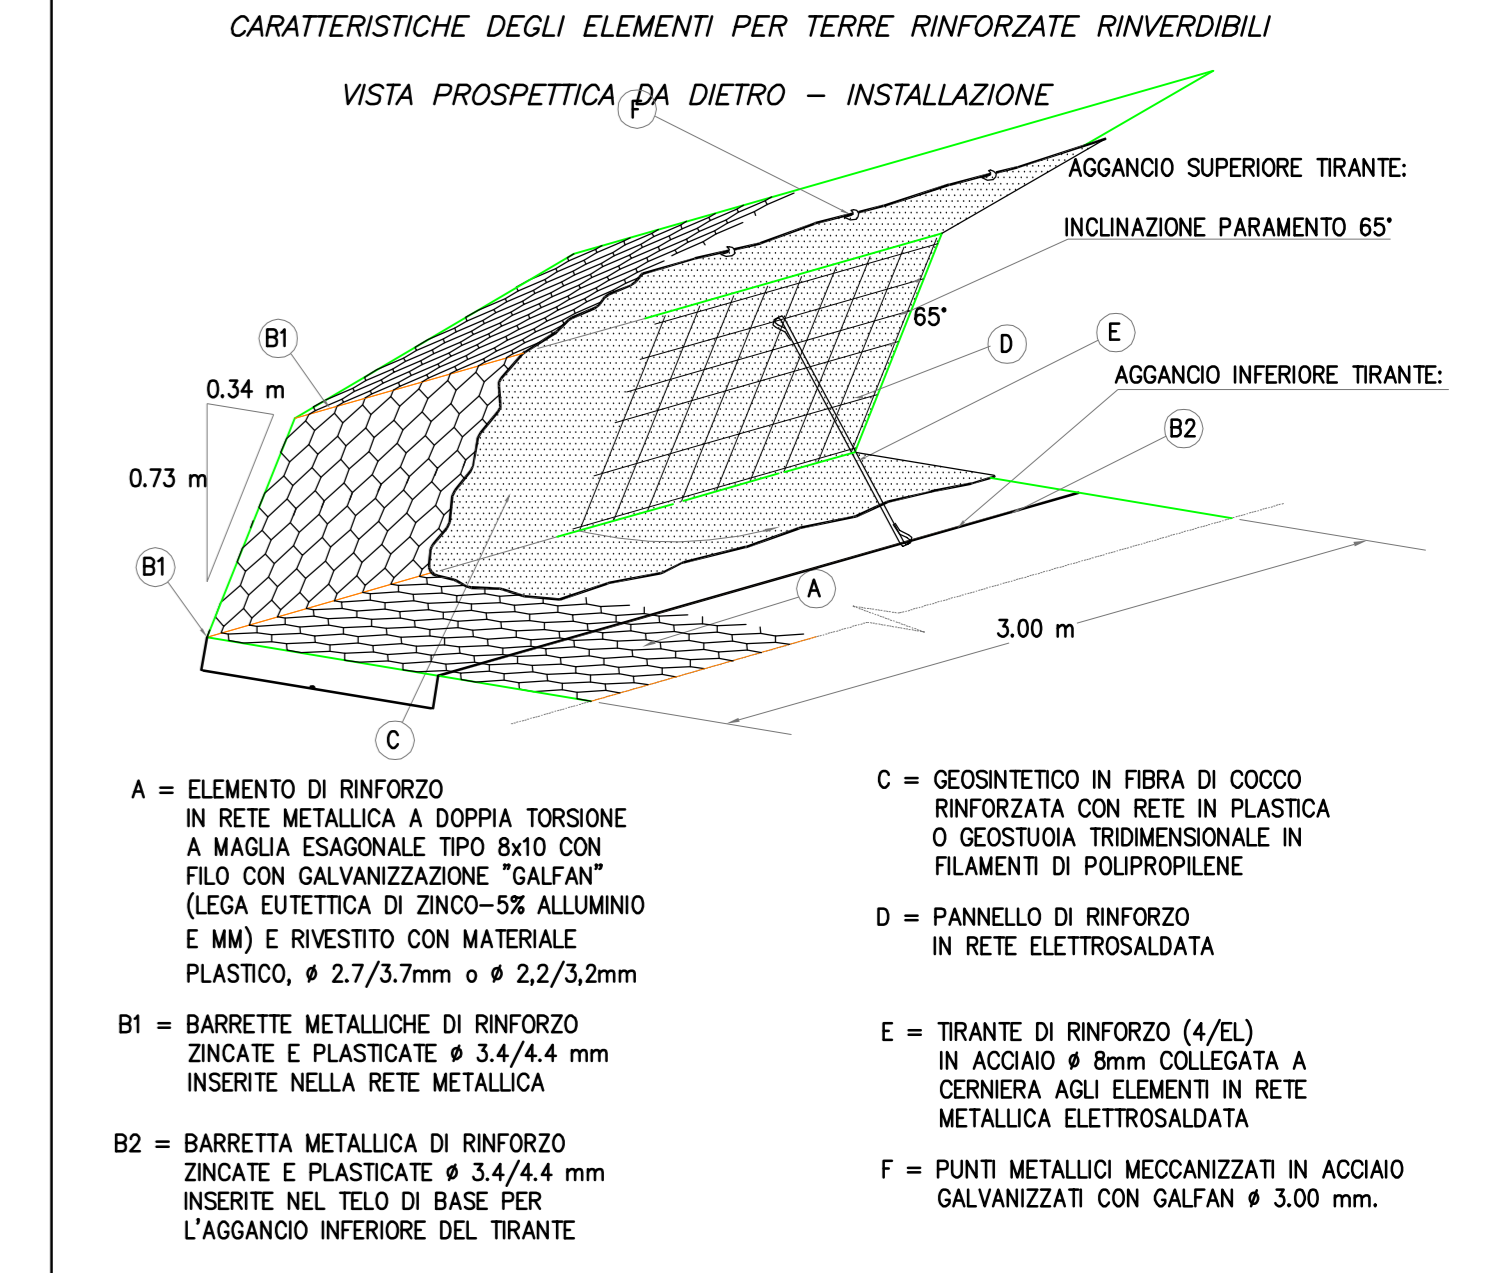 CARATTERISTICHE DEGLI ELEMENTI PER TERRE RINFORZATE RINVERDIBILI
VISTA PROSPETTICA DA DIETRO – INSTALLAZIONE
F
AGGANCIO SUPERIORE TIRANTE:
INCLINAZIONE PARAMENTO 65°
65°
B1
D
E
0.34 m
AGGANCIO INFERIORE TIRANTE:
B2
0.73 m
B1
A
3.00 m
C
A = ELEMENTO DI RINFORZO
IN RETE METALLICA A DOPPIA TORSIONE
A MAGLIA ESAGONALE TIPO 8x10 CON
FILO CON GALVANIZZAZIONE "GALFAN"
(LEGA EUTETTICA DI ZINCO–5% ALLUMINIO
E MM) E RIVESTITO CON MATERIALE
PLASTICO, ø 2.7/3.7mm o ø 2,2/3,2mm
B1 = BARRETTE METALLICHE DI RINFORZO
ZINCATE E PLASTICATE ø 3.4/4.4 mm
INSERITE NELLA RETE METALLICA
B2 = BARRETTA METALLICA DI RINFORZO
ZINCATE E PLASTICATE ø 3.4/4.4 mm
INSERITE NEL TELO DI BASE PER
L'AGGANCIO INFERIORE DEL TIRANTE
C = GEOSINTETICO IN FIBRA DI COCCO
RINFORZATA CON RETE IN PLASTICA
O GEOSTUOIA TRIDIMENSIONALE IN
FILAMENTI DI POLIPROPILENE
D = PANNELLO DI RINFORZO
IN RETE ELETTROSALDATA
E = TIRANTE DI RINFORZO (4/EL)
IN ACCIAIO ø 8mm COLLEGATA A
CERNIERA AGLI ELEMENTI IN RETE
METALLICA ELETTROSALDATA
F = PUNTI METALLICI MECCANIZZATI IN ACCIAIO
GALVANIZZATI CON GALFAN ø 3.00 mm.